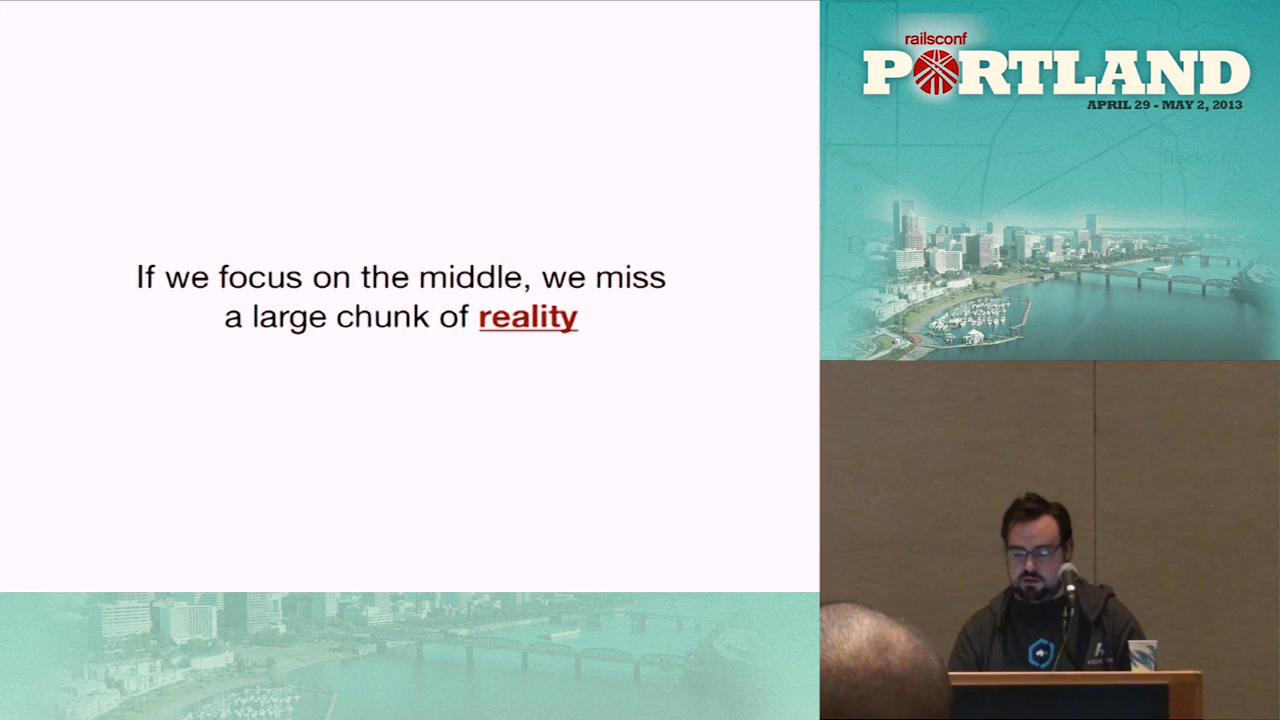 If we focus on the middle, we miss
a large chunk of reality
railsconf
PORTLAND
APRIL 29 - MAY 2, 2013